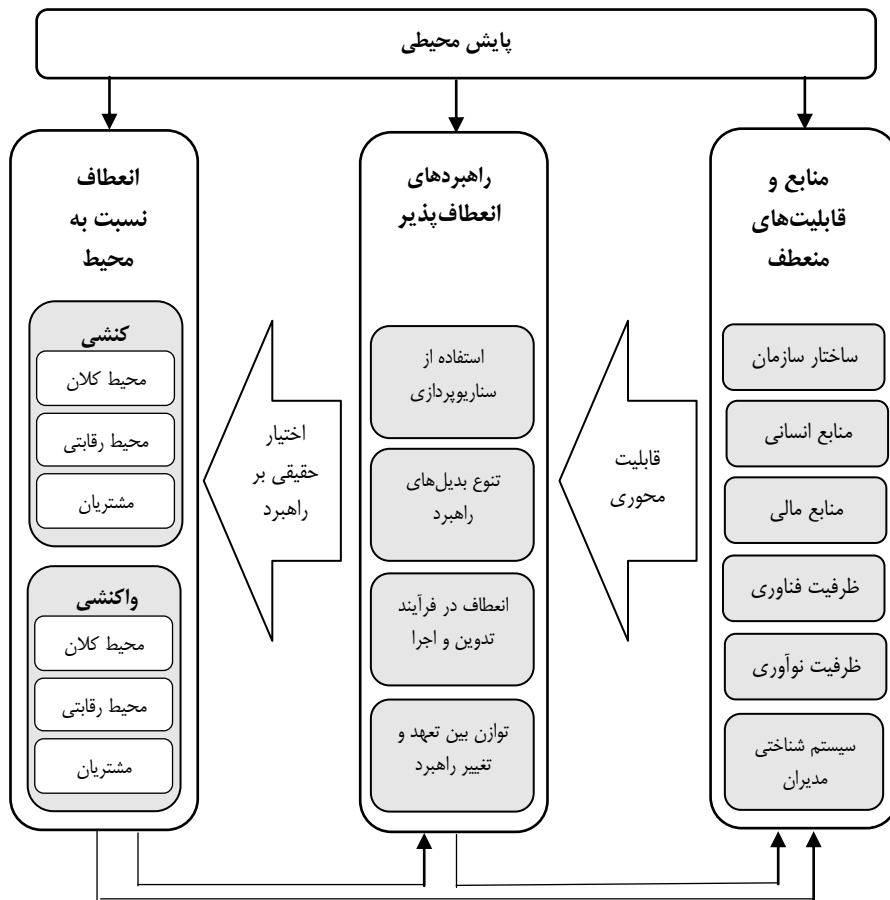 پایش محیطی
منابع و
قابلیت‌های
منعطف
ساختار سازمان
منابع انسانی
منابع مالی
ظرفیت فناوری
ظرفیت نوآوری
سیستم شناختی
مدیران
قابلیت
محوری
راهبردهای
انعطاف‌پذیر
استفاده از
سناریوپردازی
تنوع بدیل‌های
راهبرد
انعطاف در فرآیند
تدوین و اجرا
توازن بین تعهد و
تغییر راهبرد
اختیار
حقیقی بر
راهبرد
انعطاف
نسبت به
محیط
کنشی
محیط کلان
محیط رقابتی
مشتریان
واکنشی
محیط کلان
محیط رقابتی
مشتریان